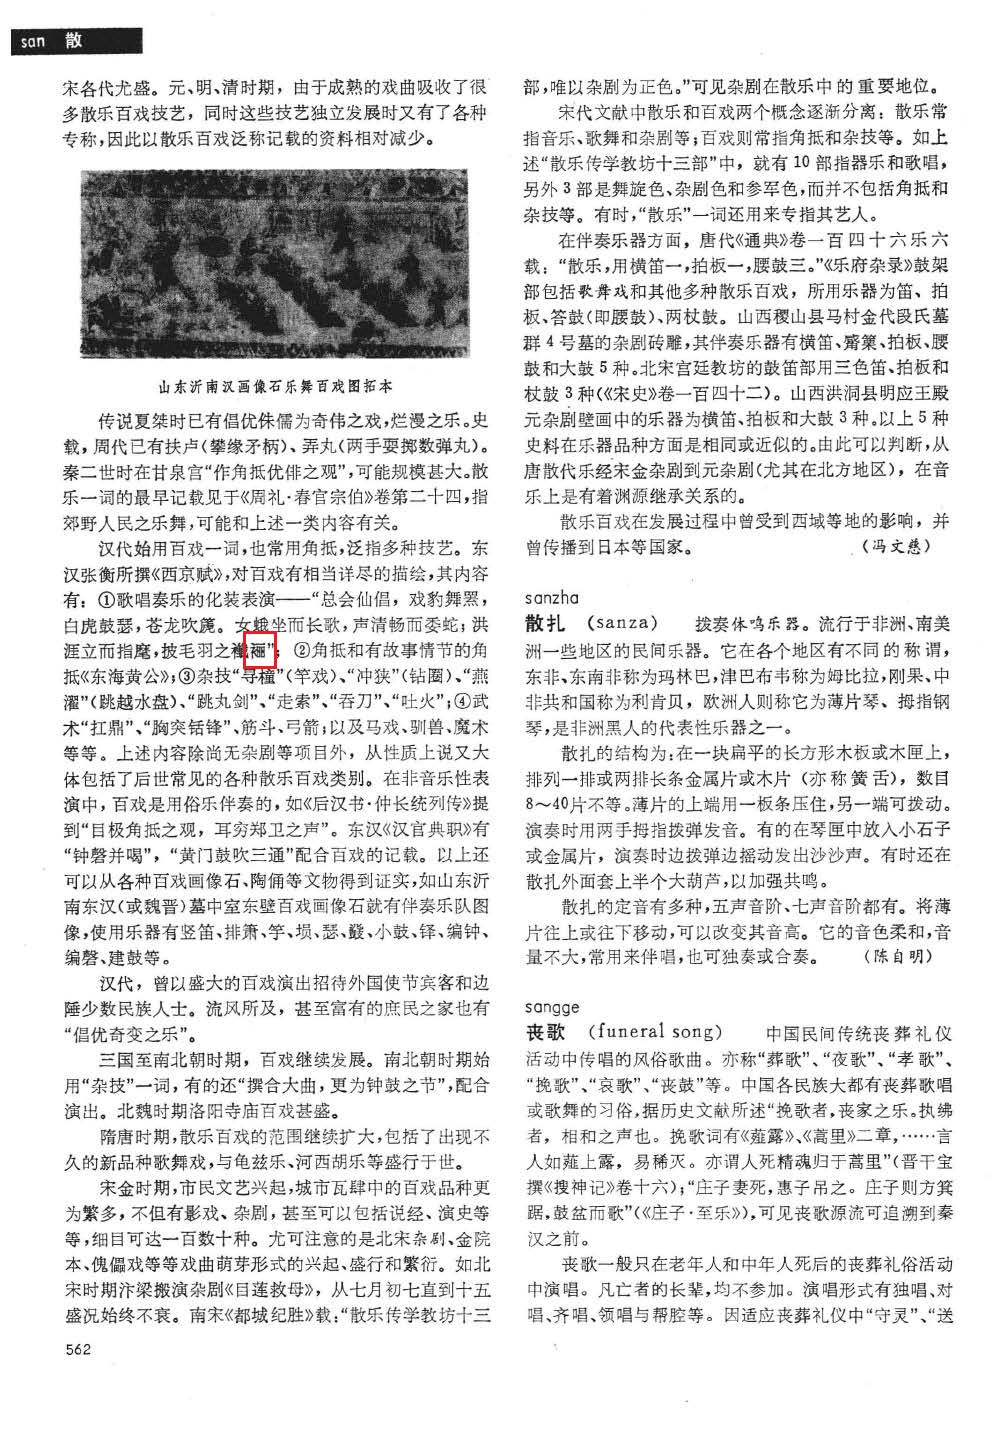 san 散
宋各代尤盛。元、明、清时期，由于成熟的戏曲吸收了很
多散乐百戏技艺，同时这些技艺独立发展时又有了各种
专称，因此以散乐百戏泛称记载的资料相对减少。
山东沂南汉画像石乐舞百戏图拓本
传说夏桀时已有倡优侏儒为奇伟之戏，烂漫之乐。史
载，周代已有扶卢（攀缘矛柄）、弄丸（两手耍掷数弹丸）。
秦二世时在甘泉宫“作角抵优俳之观”，可能规模甚大。散
乐一词的最早记载见于《周礼·春官宗伯》卷第二十四，指
郊野人民之乐舞，可能和上述一类内容有关。
汉代始用百戏一词，也常用角抵，泛指多种技艺。东
汉张衡所撰《西京赋》，对百戏有相当详尽的描绘，其内容
有：①歌唱奏乐的化装表演——“总会仙倡，戏豹舞罴，
白虎鼓瑟，苍龙吹篪。女娥坐而长歌，声清畅而委蛇；洪
涯立而指麾，披毛羽之襳襹”；②角抵和有故事情节的角
抵《东海黄公》；③杂技“寻橦”（竿戏）、“冲狭”（钻圈）、“燕
濯”（跳越水盘）、“跳丸剑”、“走索”、“吞刀”、“吐火”；④武
术“扛鼎”、“胸突铦锋”、筋斗、弓箭；以及马戏、驯兽、魔术
等等。上述内容除尚无杂剧等项目外，从性质上说又大
体包括了后世常见的各种散乐百戏类别。在非音乐性表
演中，百戏是用俗乐伴奏的，如《后汉书·仲长统列传》提
到“目极角抵之观，耳穷郑卫之声”。东汉《汉官典职》有
“钟磬并喝”，“黄门鼓吹三通”配合百戏的记载。以上还
可以从各种百戏画像石、陶俑等文物得到证实，如山东沂
南东汉（或魏晋）墓中室东壁百戏画像石就有伴奏乐队图
像，使用乐器有竖笛、排箫、竽、埙、瑟、鼗、小鼓、铎、编钟、
编磬、建鼓等。
汉代，曾以盛大的百戏演出招待外国使节宾客和边
陲少数民族人士。流风所及，甚至富有的庶民之家也有
“倡优奇变之乐”。
三国至南北朝时期，百戏继续发展。南北朝时期始
用“杂技”一词，有的还“撰合大曲，更为钟鼓之节”，配合
演出。北魏时期洛阳寺庙百戏甚盛。
隋唐时期，散乐百戏的范围继续扩大，包括了出现不
久的新品种歌舞戏，与龟兹乐、河西胡乐等盛行于世。
宋金时期，市民文艺兴起，城市瓦肆中的百戏品种更
为繁多，不但有影戏、杂剧，甚至可以包括说经、演史等
等，细目可达一百数十种。尤可注意的是北宋杂剧、金院
本、傀儡戏等等戏曲萌芽形式的兴起、盛行和繁衍。如北
宋时期汴梁搬演杂剧《目莲救母》，从七月初七直到十五
盛况始终不衰。南宋《都城纪胜》载：“散乐传学教坊十三
562
部，唯以杂剧为正色。”可见杂剧在散乐中的重要地位。
宋代文献中散乐和百戏两个概念逐渐分离：散乐常
指音乐、歌舞和杂剧等；百戏则常指角抵和杂技等。如上
述“散乐传学教坊十三部”中，就有10部指器乐和歌唱，
另外3部是舞旋色、杂剧色和参军色，而并不包括角抵和
杂技等。有时，“散乐”一词还用来专指其艺人。
在伴奏乐器方面，唐代《通典》卷一百四十六乐六
载：“散乐，用横笛一，拍板一，腰鼓三。”《乐府杂录》鼓架
部包括歌舞戏和其他多种散乐百戏，所用乐器为笛、拍
板、答鼓（即腰鼓）、两杖鼓。山西稷山县马村金代段氏墓
群4号墓的杂剧砖雕，其伴奏乐器有横笛、觱篥、拍板、腰
鼓和大鼓5种。北宋宫廷教坊的鼓笛部用三色笛、拍板和
杖鼓3种（《宋史》卷一百四十二）。山西洪洞县明应王殿
元杂剧壁画中的乐器为横笛、拍板和大鼓3种。以上5种
史料在乐器品种方面是相同或近似的。由此可以判断，从
唐散代乐经宋金杂剧到元杂剧（尤其在北方地区），在音
乐上是有着渊源继承关系的。
散乐百戏在发展过程中曾受到西域等地的影响，并
曾传播到日本等国家。 （冯文慈）
sanzha
散扎 （sanza） 拨奏体鸣乐器。流行于非洲、南美
洲一些地区的民间乐器。它在各个地区有不同的称谓，
东非、东南非称为玛林巴，津巴布韦称为姆比拉，刚果、中
非共和国称为利肯贝，欧洲人则称它为薄片琴、拇指钢
琴，是非洲黑人的代表性乐器之一。
散扎的结构为：在一块扁平的长方形木板或木匣上，
排列一排或两排长条金属片或木片（亦称簧舌），数目
8～40片不等。薄片的上端用一板条压住，另一端可拨动。
演奏时用两手拇指拨弹发音。有的在琴匣中放入小石子
或金属片，演奏时边拨弹边摇动发出沙沙声。有时还在
散扎外面套上半个大葫芦，以加强共鸣。
散扎的定音有多种，五声音阶、七声音阶都有。将薄
片往上或往下移动，可以改变其音高。它的音色柔和，音
量不大，常用来伴唱，也可独奏或合奏。 （陈自明）
sangge
丧歌 （funeral song） 中国民间传统丧葬礼仪
活动中传唱的风俗歌曲。亦称“葬歌”、“夜歌”、“孝歌”、
“挽歌”、“哀歌”、“丧鼓”等。中国各民族大都有丧葬歌唱
或歌舞的习俗，据历史文献所述“挽歌者，丧家之乐。执绋
者，相和之声也。挽歌词有《薤露》、《蒿里》二章，……言
人如薤上露，易稀灭。亦谓人死精魂归于蒿里”（晋干宝
撰《搜神记》卷十六）；“庄子妻死，惠子吊之。庄子则方箕
踞，鼓盆而歌”（《庄子·至乐》），可见丧歌源流可追溯到秦
汉之前。
丧歌一般只在老年人和中年人死后的丧葬礼俗活动
中演唱。凡亡者的长辈，均不参加。演唱形式有独唱、对
唱、齐唱、领唱与帮腔等。因适应丧葬礼仪中“守灵”、“送